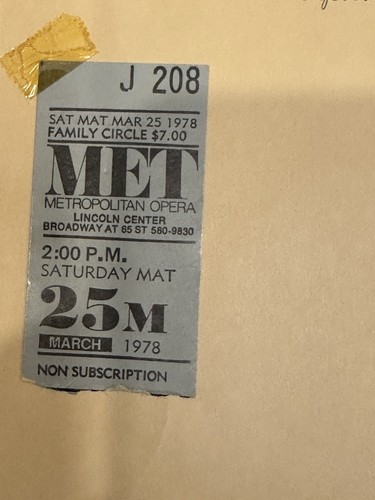 J 208
SAT MAT MAR 25 1978
FAMILY CIRCLE $7.00
MET
METROPOLITAN OPERA
LINCOLN CENTER
BROADWAY AT 65 ST 580-9830
2:00 P.M.
SATURDAY MAT
25M
MARCH 1978
NON SUBSCRIPTION